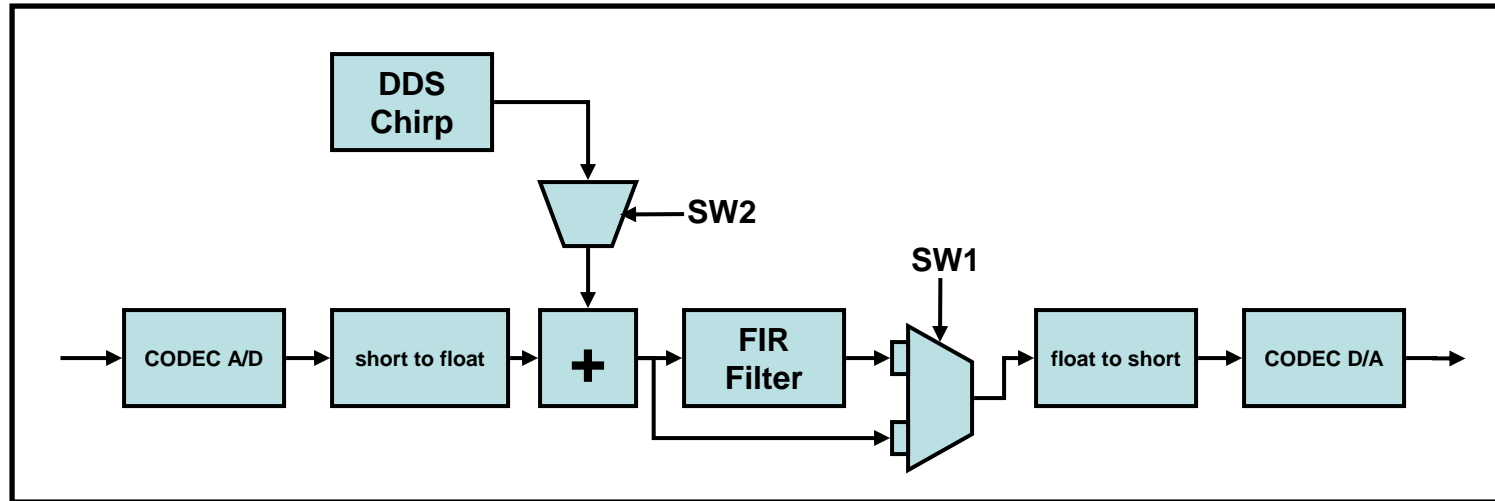 DDS
Chirp
SW2
SW1
CODEC A/D
short to float
+
FIR
Filter
float to short
CODEC D/A